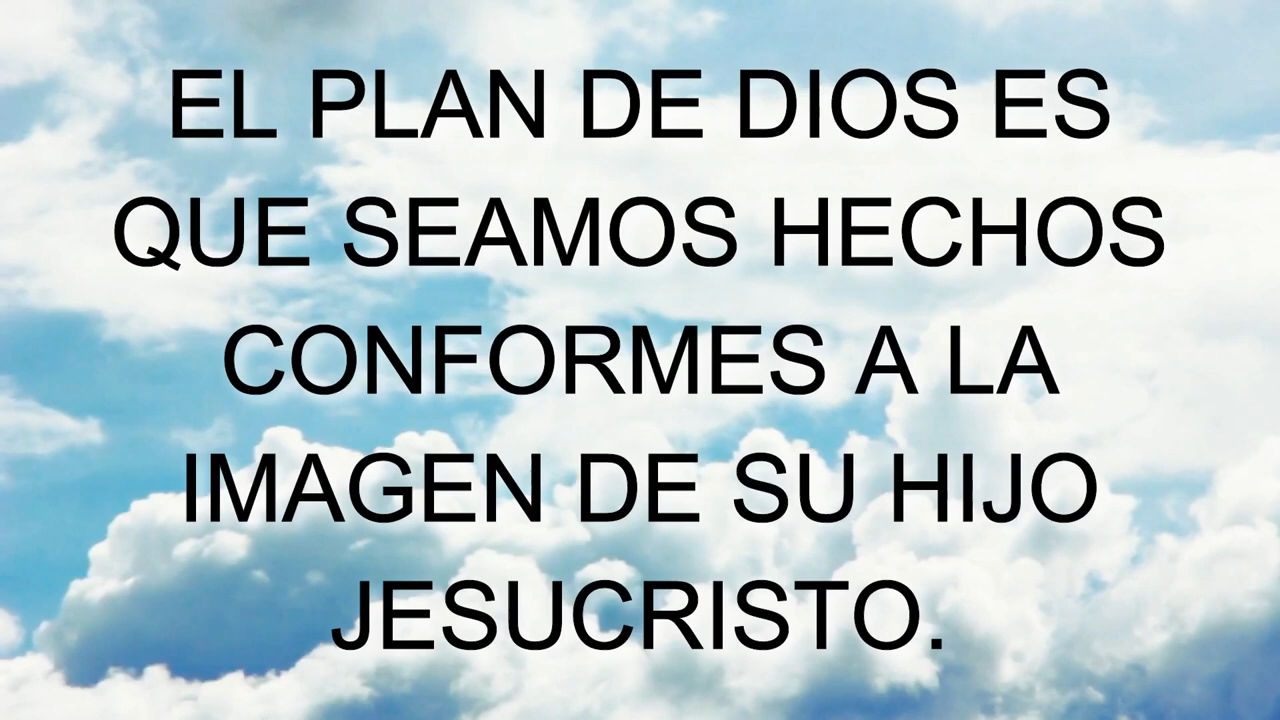 EL PLAN DE DIOS ES
QUE SEAMOS HECHOS
CONFORMES A LA
IMAGEN DE SU HIJO
JESUCRISTO.